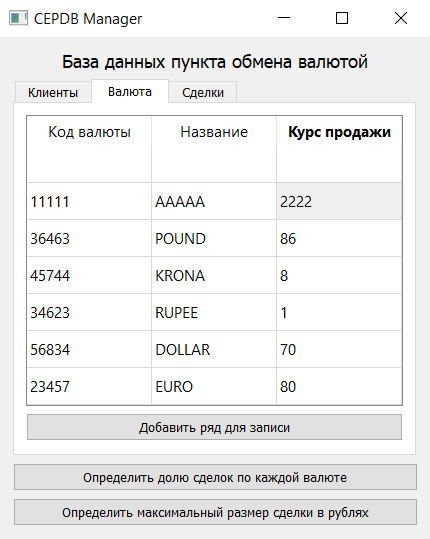 CEPDB Manager
База данных пункта обмена валютой
Клиенты Валюта Сделки
Код валюты Название Курс продажи
11111 AAAAA 2222
36463 POUND 86
45744 KRONA 8
34623 RUPEE 1
56834 DOLLAR 70
23457 EURO 80
Добавить ряд для записи
Определить долю сделок по каждой валюте
Определить максимальный размер сделки в рублях